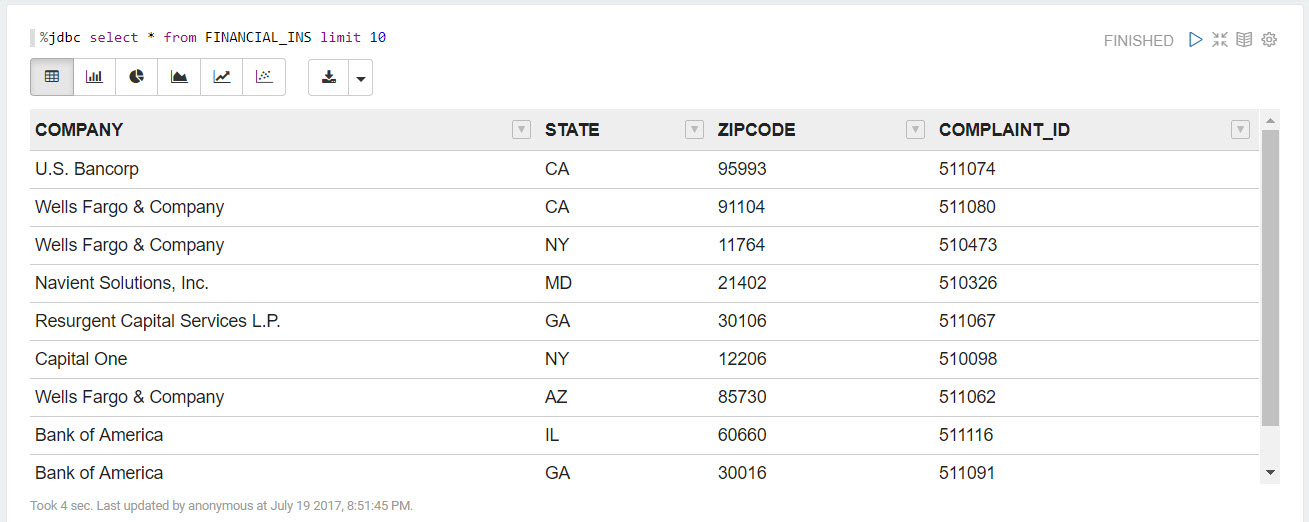 %jdbc select * from FINANCIAL_INS limit 10
FINISHED
COMPANY STATE ZIPCODE COMPLAINT_ID
U.S. Bancorp CA 95993 511074
Wells Fargo & Company CA 91104 511080
Wells Fargo & Company NY 11764 510473
Navient Solutions, Inc. MD 21402 510326
Resurgent Capital Services L.P. GA 30106 511067
Capital One NY 12206 510098
Wells Fargo & Company AZ 85730 511062
Bank of America IL 60660 511116
Bank of America GA 30016 511091
Took 4 sec. Last updated by anonymous at July 19 2017, 8:51:45 PM.